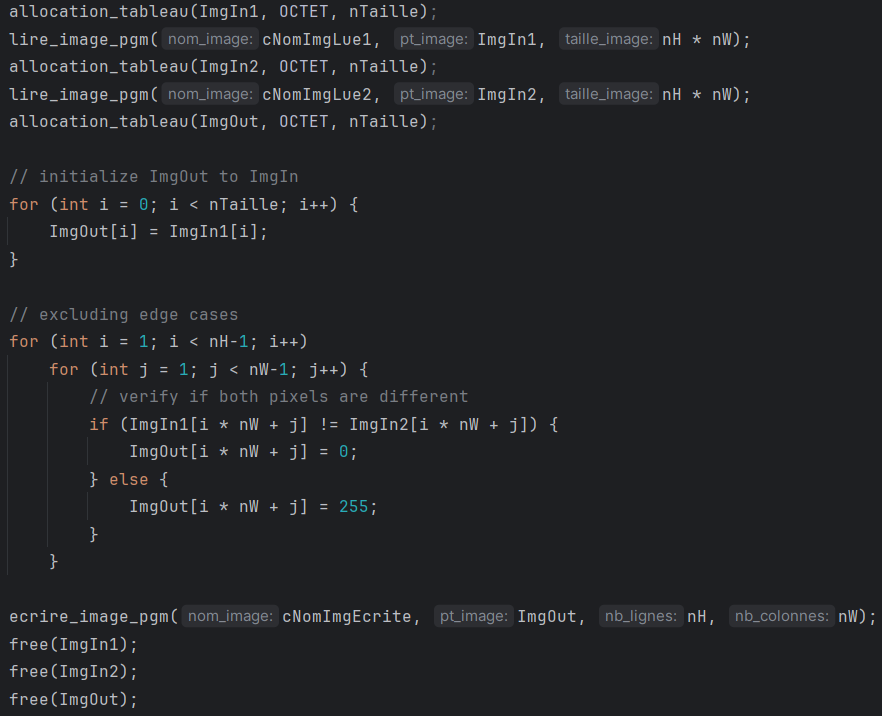 allocation_tableau(ImgIn1, OCTET, nTaille);
lire_image_pgm( nom_image: cNomImgLue1, pt_image: ImgIn1, taille_image: nH * nW);
allocation_tableau(ImgIn2, OCTET, nTaille);
lire_image_pgm( nom_image: cNomImgLue2, pt_image: ImgIn2, taille_image: nH * nW);
allocation_tableau(ImgOut, OCTET, nTaille);

// initialize ImgOut to ImgIn
for (int i = 0; i < nTaille; i++) {
    ImgOut[i] = ImgIn1[i];
}

// excluding edge cases
for (int i = 1; i < nH-1; i++)
    for (int j = 1; j < nW-1; j++) {
        // verify if both pixels are different
        if (ImgIn1[i * nW + j] != ImgIn2[i * nW + j]) {
            ImgOut[i * nW + j] = 0;
        } else {
            ImgOut[i * nW + j] = 255;
        }
    }

ecrire_image_pgm( nom_image: cNomImgEcrite, pt_image: ImgOut, nb_lignes: nH, nb_colonnes: nW);
free(ImgIn1);
free(ImgIn2);
free(ImgOut);